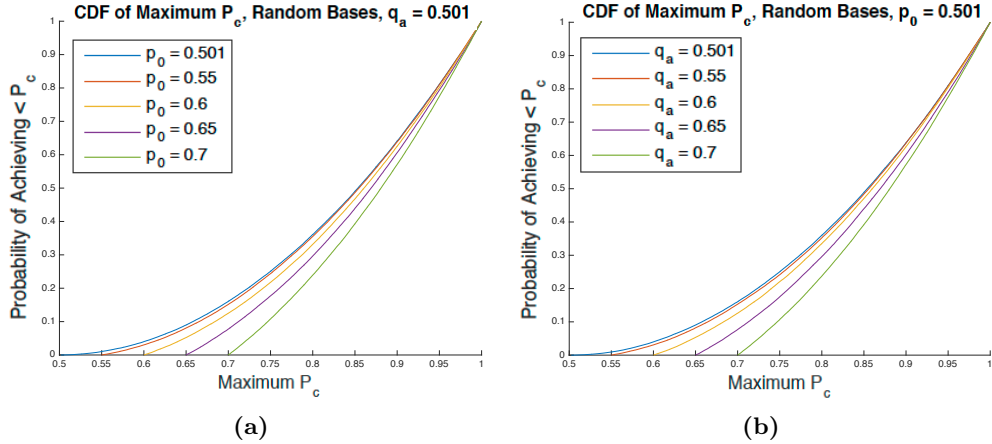 CDF of Maximum P_c, Random Bases, q_a = 0.501
p_0 = 0.501
p_0 = 0.55
p_0 = 0.6
p_0 = 0.65
p_0 = 0.7
Probability of Achieving < P_c
1
0.9
0.8
0.7
0.6
0.5
0.4
0.3
0.2
0.1
0
0.5 0.55 0.6 0.65 0.7 0.75 0.8 0.85 0.9 0.95 1
Maximum P_c
(a)
CDF of Maximum P_c, Random Bases, p_0 = 0.501
q_a = 0.501
q_a = 0.55
q_a = 0.6
q_a = 0.65
q_a = 0.7
Probability of Achieving < P_c
1
0.9
0.8
0.7
0.6
0.5
0.4
0.3
0.2
0.1
0
0.5 0.55 0.6 0.65 0.7 0.75 0.8 0.85 0.9 0.95 1
Maximum P_c
(b)